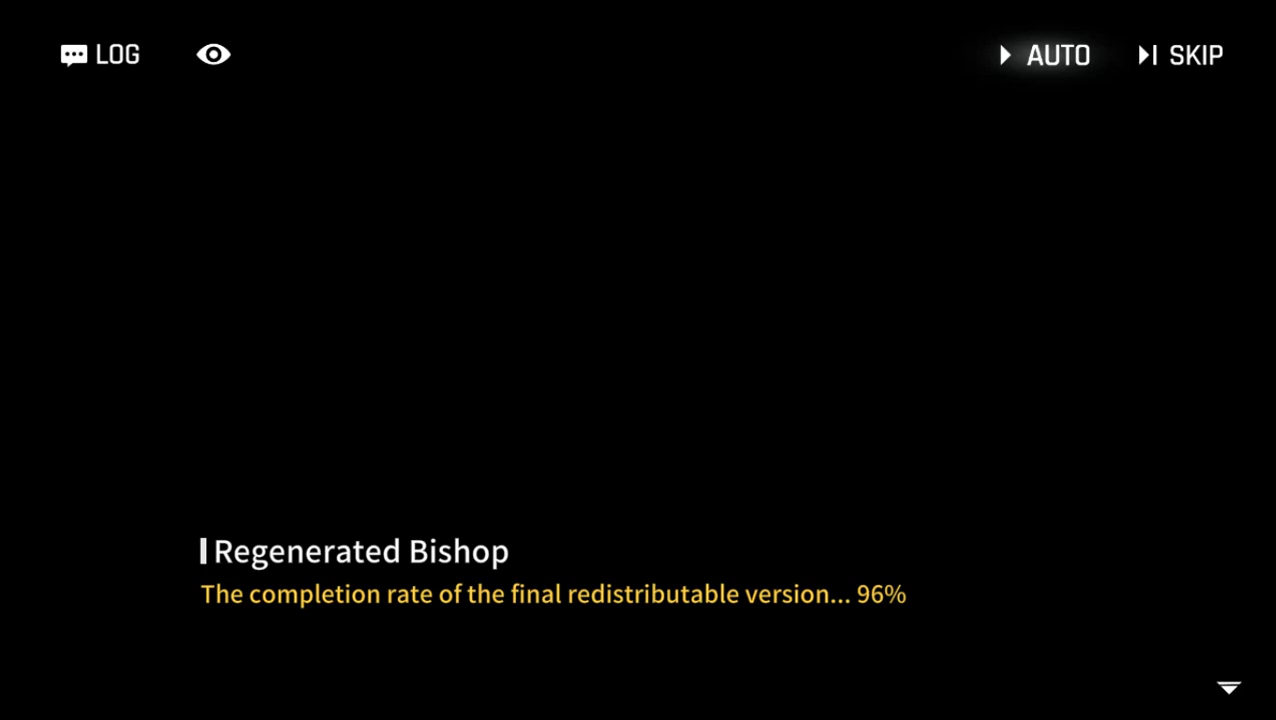 LOG
AUTO
SKIP
Regenerated Bishop
The completion rate of the final redistributable version... 96%